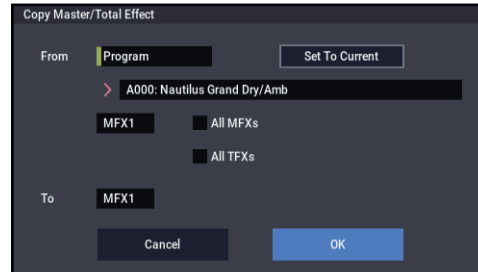 Copy Master/Total Effect
From Program Set To Current
A000: Nautilus Grand Dry/Amb
MFX1 All MFXs
All TFXs
To MFX1
Cancel OK